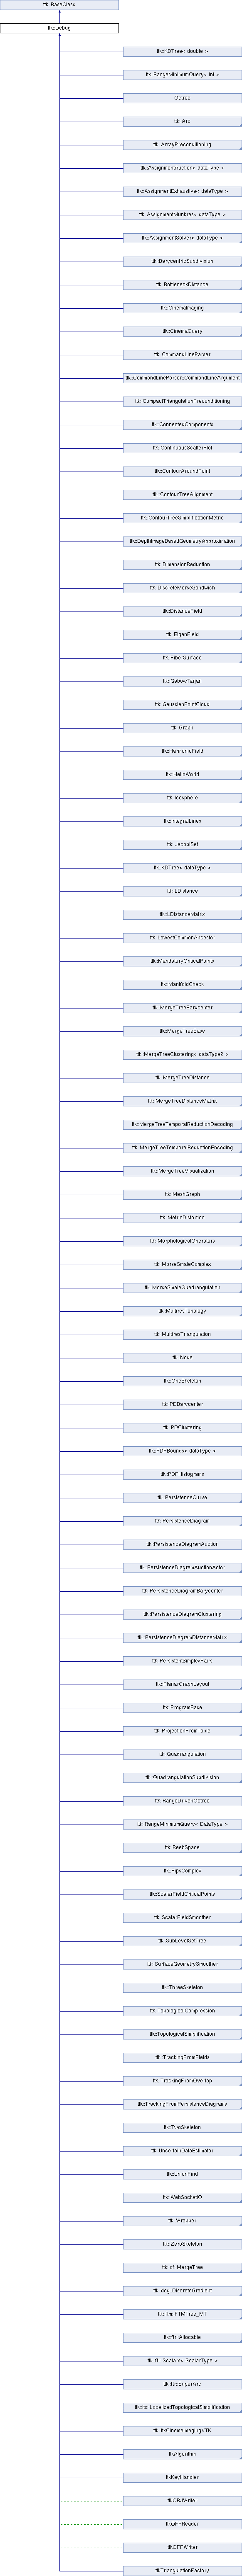 ttk::BaseClass
ttk::Debug
ttk::KDTree< double >
ttk::RangeMinimumQuery< int >
Octree
ttk::Arc
ttk::ArrayPreconditioning
ttk::AssignmentAuction< dataType >
ttk::AssignmentExhaustive< dataType >
ttk::AssignmentMunkres< dataType >
ttk::AssignmentSolver< dataType >
ttk::BarycentricSubdivision
ttk::BottleneckDistance
ttk::CinemaImaging
ttk::CinemaQuery
ttk::CommandLineParser
ttk::CommandLineParser::CommandLineArgument
ttk::CompactTriangulationPreconditioning
ttk::ConnectedComponents
ttk::ContinuousScatterPlot
ttk::ContourAroundPoint
ttk::ContourTreeAlignment
ttk::ContourTreeSimplificationMetric
ttk::DepthImageBasedGeometryApproximation
ttk::DimensionReduction
ttk::DiscreteMorseSandwich
ttk::DistanceField
ttk::EigenField
ttk::FiberSurface
ttk::GabowTarjan
ttk::GaussianPointCloud
ttk::Graph
ttk::HarmonicField
ttk::HelloWorld
ttk::Icosphere
ttk::IntegralLines
ttk::JacobiSet
ttk::KDTree< dataType >
ttk::LDistance
ttk::LDistanceMatrix
ttk::LowestCommonAncestor
ttk::MandatoryCriticalPoints
ttk::ManifoldCheck
ttk::MergeTreeBarycenter
ttk::MergeTreeBase
ttk::MergeTreeClustering< dataType2 >
ttk::MergeTreeDistance
ttk::MergeTreeDistanceMatrix
ttk::MergeTreeTemporalReductionDecoding
ttk::MergeTreeTemporalReductionEncoding
ttk::MergeTreeVisualization
ttk::MeshGraph
ttk::MetricDistortion
ttk::MorphologicalOperators
ttk::MorseSmaleComplex
ttk::MorseSmaleQuadrangulation
ttk::MultiresTopology
ttk::MultiresTriangulation
ttk::Node
ttk::OneSkeleton
ttk::PDBarycenter
ttk::PDClustering
ttk::PDFBounds< dataType >
ttk::PDFHistograms
ttk::PersistenceCurve
ttk::PersistenceDiagram
ttk::PersistenceDiagramAuction
ttk::PersistenceDiagramAuctionActor
ttk::PersistenceDiagramBarycenter
ttk::PersistenceDiagramClustering
ttk::PersistenceDiagramDistanceMatrix
ttk::PersistentSimplexPairs
ttk::PlanarGraphLayout
ttk::ProgramBase
ttk::ProjectionFromTable
ttk::Quadrangulation
ttk::QuadrangulationSubdivision
ttk::RangeDrivenOctree
ttk::RangeMinimumQuery< DataType >
ttk::ReebSpace
ttk::RipsComplex
ttk::ScalarFieldCriticalPoints
ttk::ScalarFieldSmoother
ttk::SubLevelSetTree
ttk::SurfaceGeometrySmoother
ttk::ThreeSkeleton
ttk::TopologicalCompression
ttk::TopologicalSimplification
ttk::TrackingFromFields
ttk::TrackingFromOverlap
ttk::TrackingFromPersistenceDiagrams
ttk::TwoSkeleton
ttk::UncertainDataEstimator
ttk::UnionFind
ttk::WebSocketIO
ttk::Wrapper
ttk::ZeroSkeleton
ttk::cf::MergeTree
ttk::dcg::DiscreteGradient
ttk::ftm::FTMTree_MT
ttk::ftr::Allocable
ttk::ftr::Scalars< ScalarType >
ttk::ftr::SuperArc
ttk::lts::LocalizedTopologicalSimplification
ttk::ttkCinemaImagingVTK
ttkAlgorithm
ttkKeyHandler
ttkOBJWriter
ttkOFFReader
ttkOFFWriter
ttkTriangulationFactory